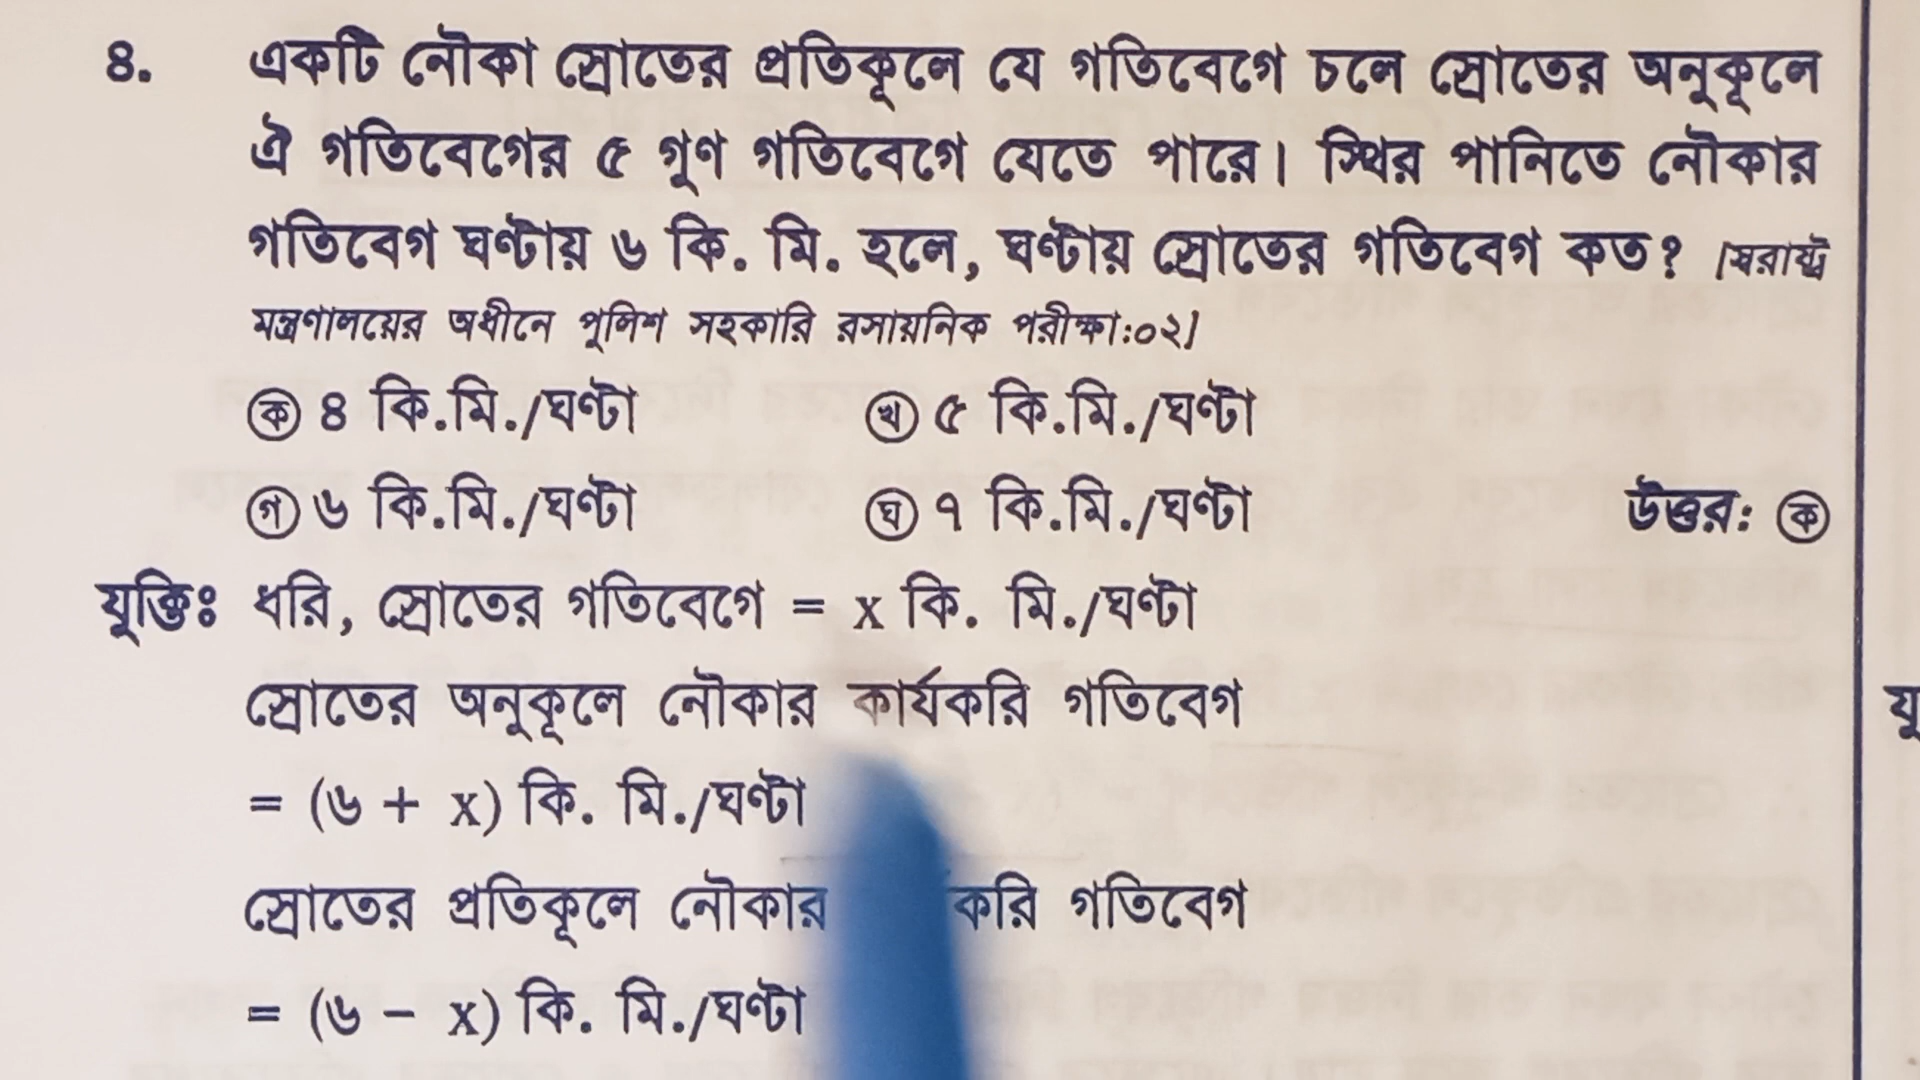 ৪. একটি নৌকা স্রোতের প্রতিকূলে যে গতিবেগে চলে স্রোতের অনুকূলে
ঐ গতিবেগের ৫ গুণ গতিবেগে যেতে পারে। স্থির পানিতে নৌকার
গতিবেগ ঘণ্টায় ৬ কি. মি. হলে, ঘণ্টায় স্রোতের গতিবেগ কত? [স্বরাষ্ট্র
মন্ত্রণালয়ের অধীনে পুলিশ সহকারি রসায়নিক পরীক্ষা:০২]
ক ৪ কি.মি./ঘণ্টা খ ৫ কি.মি./ঘণ্টা
গ ৬ কি.মি./ঘণ্টা ঘ ৭ কি.মি./ঘণ্টা উত্তর: ক
যুক্তিঃ ধরি, স্রোতের গতিবেগে = x কি. মি./ঘণ্টা
স্রোতের অনুকূলে নৌকার কার্যকরি গতিবেগ
= (৬ + x) কি. মি./ঘণ্টা
স্রোতের প্রতিকূলে নৌকার করি গতিবেগ
= (৬ − x) কি. মি./ঘণ্টা
যু